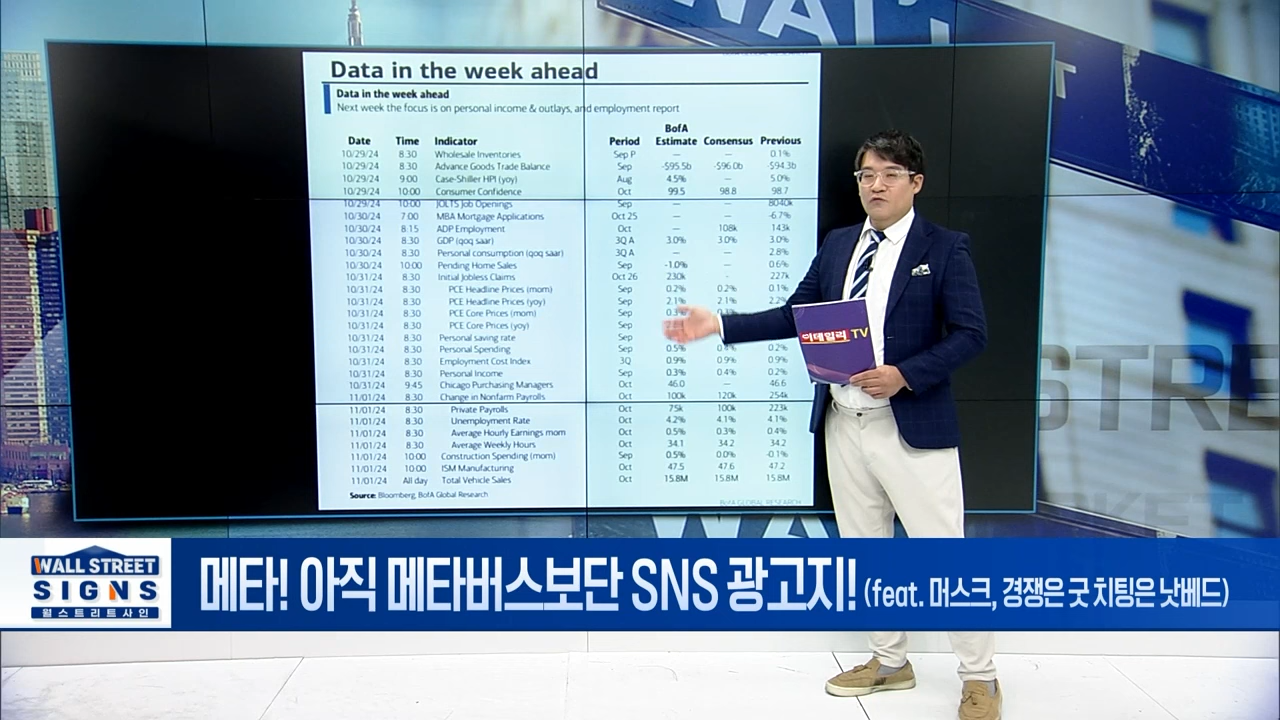 WALL
Data in the week ahead
Data in the week ahead
Next week the focus is on personal income & outlays, and employment report
Date Time Indicator Period BofA Estimate Consensus Previous
10/29/24 8:30 Wholesale Inventories Sep P — — 0.1%
10/29/24 8:30 Advance Goods Trade Balance Sep -$95.5b -$96.0b -$94.3b
10/29/24 9:00 Case-Shiller HPI (yoy) Aug 4.5% — 5.0%
10/29/24 10:00 Consumer Confidence Oct 99.5 98.8 98.7
10/29/24 10:00 JOLTS Job Openings Sep — — 8040k
10/30/24 7:00 MBA Mortgage Applications Oct 25 — — -6.7%
10/30/24 8:15 ADP Employment Oct — 108k 143k
10/30/24 8:30 GDP (qoq saar) 3Q A 3.0% 3.0% 3.0%
10/30/24 8:30 Personal consumption (qoq saar) 3Q A — — 2.8%
10/30/24 10:00 Pending Home Sales Sep -1.0% — 0.6%
10/31/24 8:30 Initial Jobless Claims Oct 26 230k - 227k
10/31/24 8:30 PCE Headline Prices (mom) Sep 0.2% 0.2% 0.1%
10/31/24 8:30 PCE Headline Prices (yoy) Sep 2.1% 2.1% 2.2%
10/31/24 8:30 PCE Core Prices (mom) Sep
10/31/24 8:30 PCE Core Prices (yoy) Sep
10/31/24 8:30 Personal saving rate Sep
10/31/24 8:30 Personal Spending Sep 0.5% 0.4% 0.2%
10/31/24 8:30 Employment Cost Index 3Q 0.9% 0.9% 0.9%
10/31/24 8:30 Personal Income Sep 0.3% 0.4% 0.2%
10/31/24 9:45 Chicago Purchasing Managers Oct 46.0 — 46.6
11/01/24 8:30 Change in Nonfarm Payrolls Oct 100k 120k 254k
11/01/24 8:30 Private Payrolls Oct 75k 100k 223k
11/01/24 8:30 Unemployment Rate Oct 4.2% 4.1% 4.1%
11/01/24 8:30 Average Hourly Earnings mom Oct 0.5% 0.3% 0.4%
11/01/24 8:30 Average Weekly Hours Oct 34.1 34.2 34.2
11/01/24 10:00 Construction Spending (mom) Sep 0.5% 0.0% -0.1%
11/01/24 10:00 ISM Manufacturing Oct 47.5 47.6 47.2
11/01/24 All day Total Vehicle Sales Oct 15.8M 15.8M 15.8M
Source: Bloomberg, BofA Global Research
BofA GLOBAL RESEARCH
이데일리 TV
STRE
WALL STREET
SIGNS
월스트리트사인
메타! 아직 메타버스보단 SNS 광고지! (feat. 머스크, 경쟁은 굿 치팅은 낫베드)